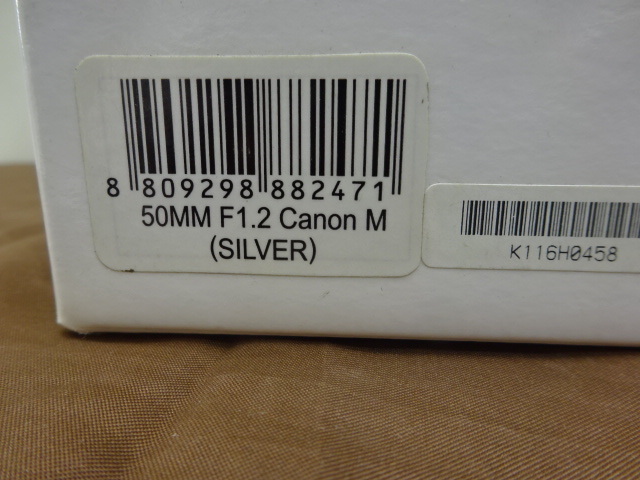 8 809298 882471
50MM F1.2 Canon M
(SILVER)
K116H0458